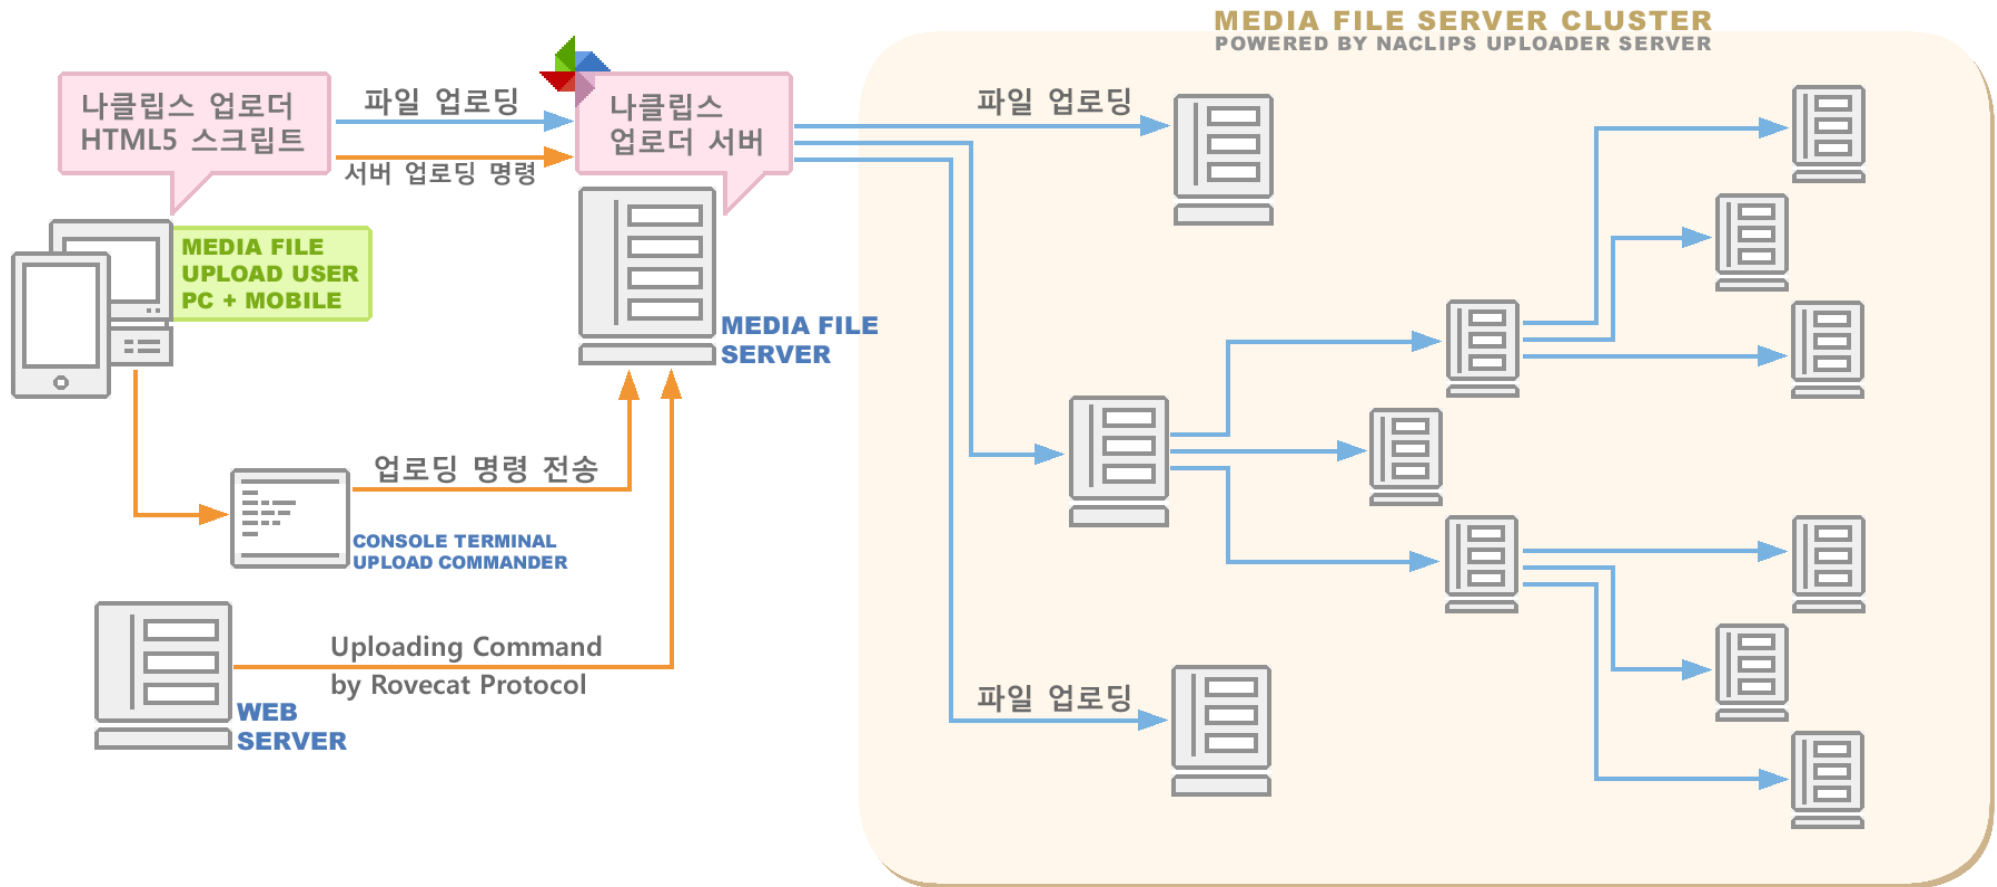 MEDIA FILE SERVER CLUSTER
POWERED BY NACLIPS UPLOADER SERVER
나클립스 업로더
HTML5 스크립트
파일 업로딩
서버 업로딩 명령
나클립스
업로더 서버
파일 업로딩
MEDIA FILE
UPLOAD USER
PC + MOBILE
MEDIA FILE
SERVER
업로딩 명령 전송
CONSOLE TERMINAL
UPLOAD COMMANDER
Uploading Command
by Rovecat Protocol
WEB
SERVER
파일 업로딩